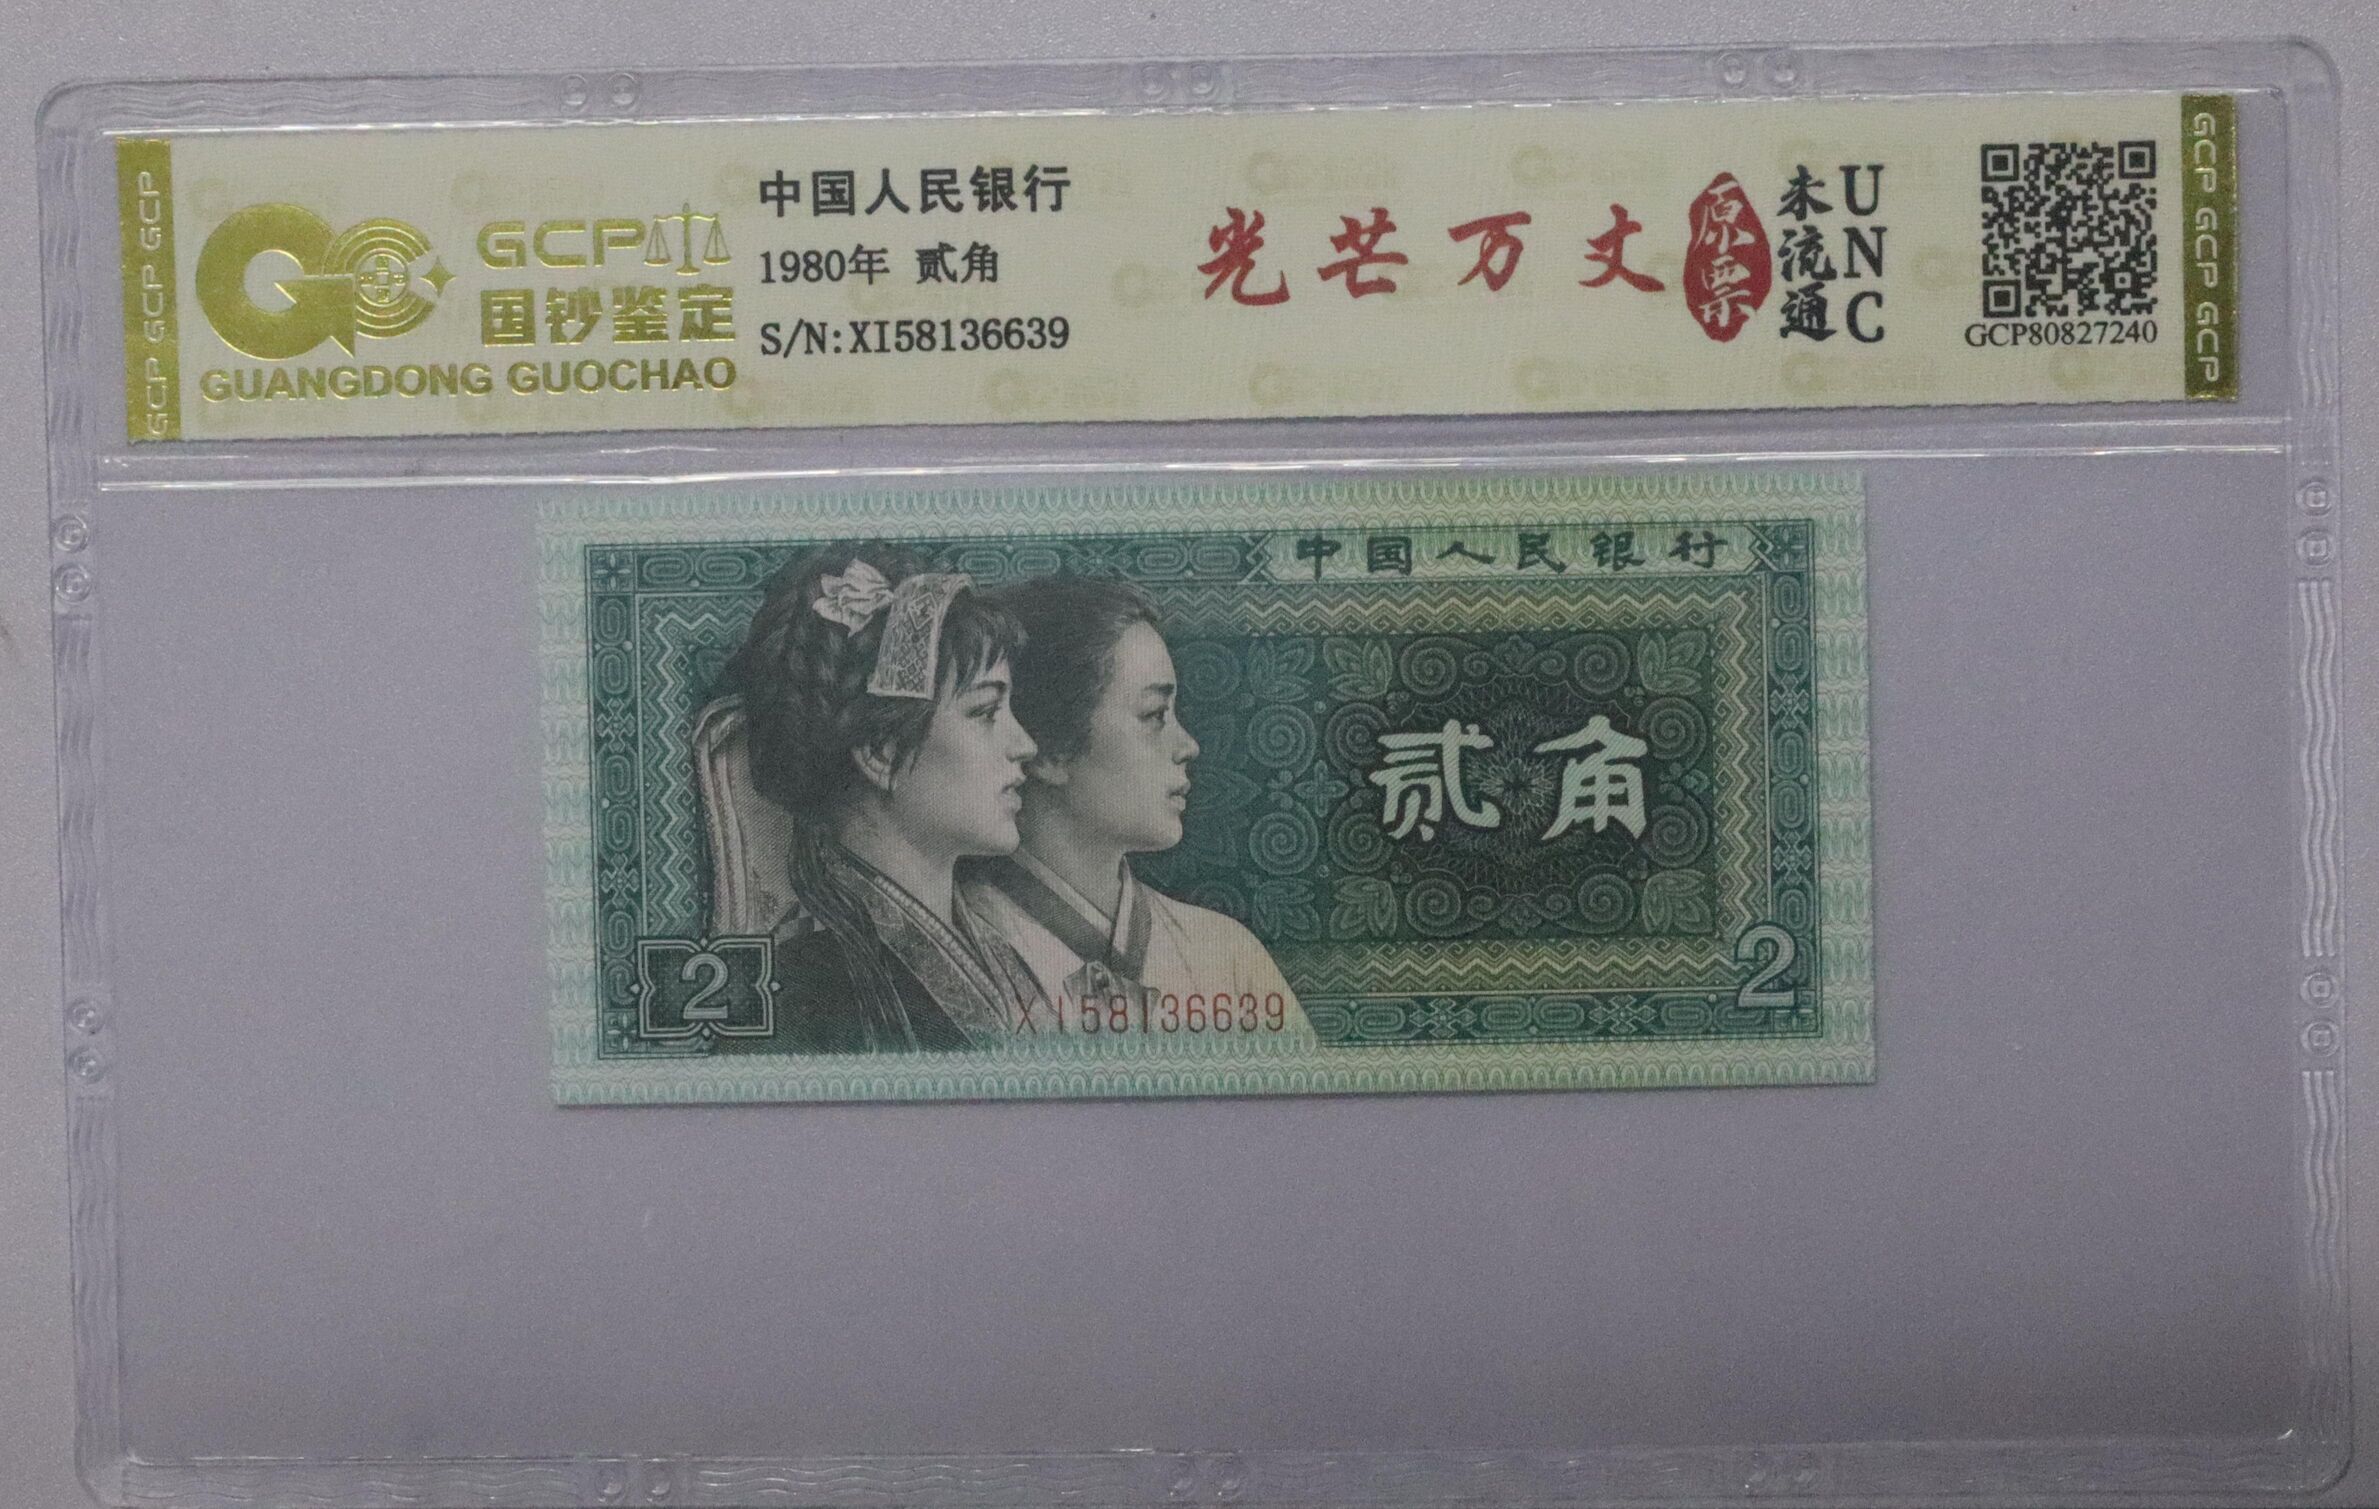 GCP GCP GCP
GCP
国钞鉴定
GUANGDONG GUOCHAO
中国人民银行
1980年 贰角
S/N:XI58136639
光芒万丈
原票
未流通
UNC
GCP80827240
GCP GCP GCP
中国人民银行
贰角
2
XI58136639
2